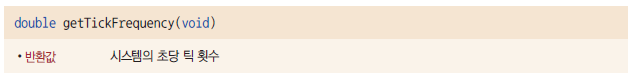 double getTickFrequency(void)
• 반환값 시스템의 초당 틱 횟수